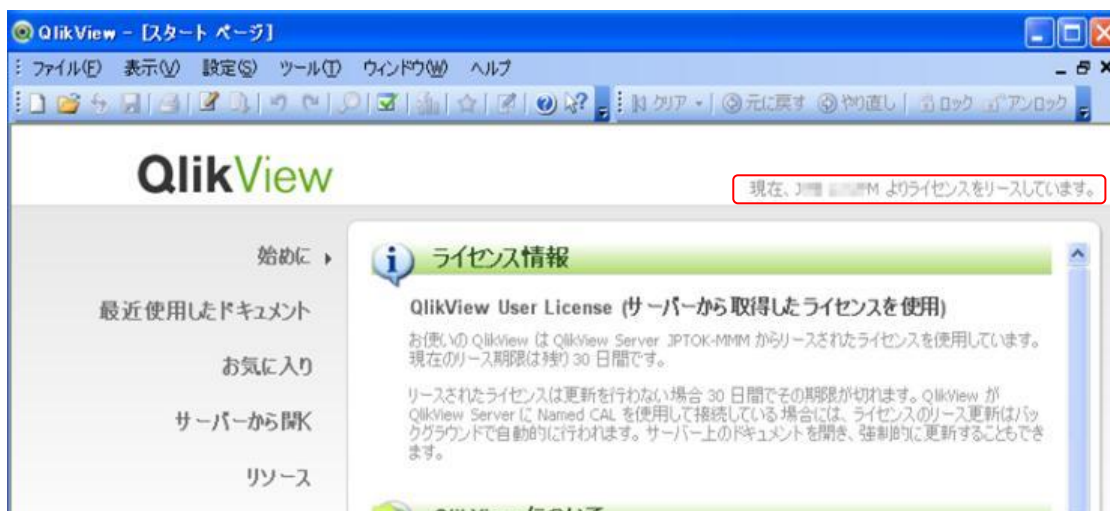 QlikView - [スタート ページ]
ファイル(F) 表示(V) 設定(S) ツール(T) ウィンドウ(W) ヘルプ
クリア 元に戻す やり直し ロック アンロック
QlikView
現在、 よりライセンスをリースしています。
始めに
最近使用したドキュメント
お気に入り
サーバーから開く
リソース
ライセンス情報
QlikView User License (サーバーから取得したライセンスを使用)
お使いの QlikView は QlikView Server JPTOK-MMM からリースされたライセンスを使用しています。
現在のリース期限は残り 30 日間です。
リースされたライセンスは更新を行わない場合 30 日間でその期限が切れます。QlikView が
QlikView Server に Named CAL を使用して接続している場合には、ライセンスのリース更新はバッ
クグラウンドで自動的に行われます。サーバー上のドキュメントを開き、強制的に更新することもでき
ます。